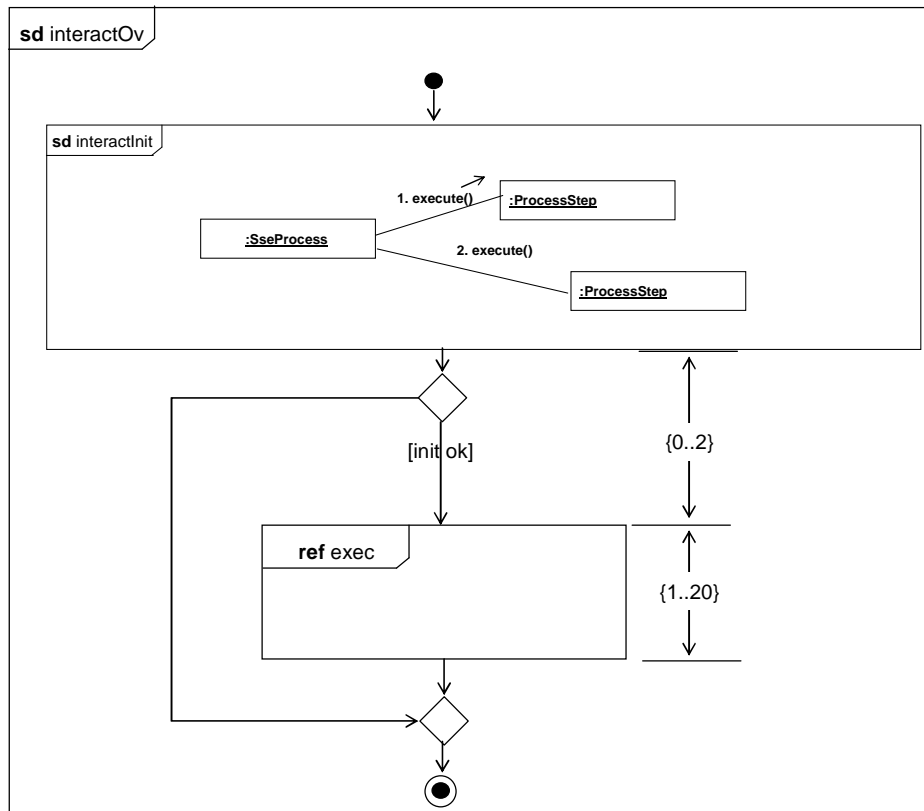 sd interactOv
sd interactInit
1. execute()
:ProcessStep
:SseProcess
2. execute()
:ProcessStep
[init ok]
{0..2}
ref exec
{1..20}